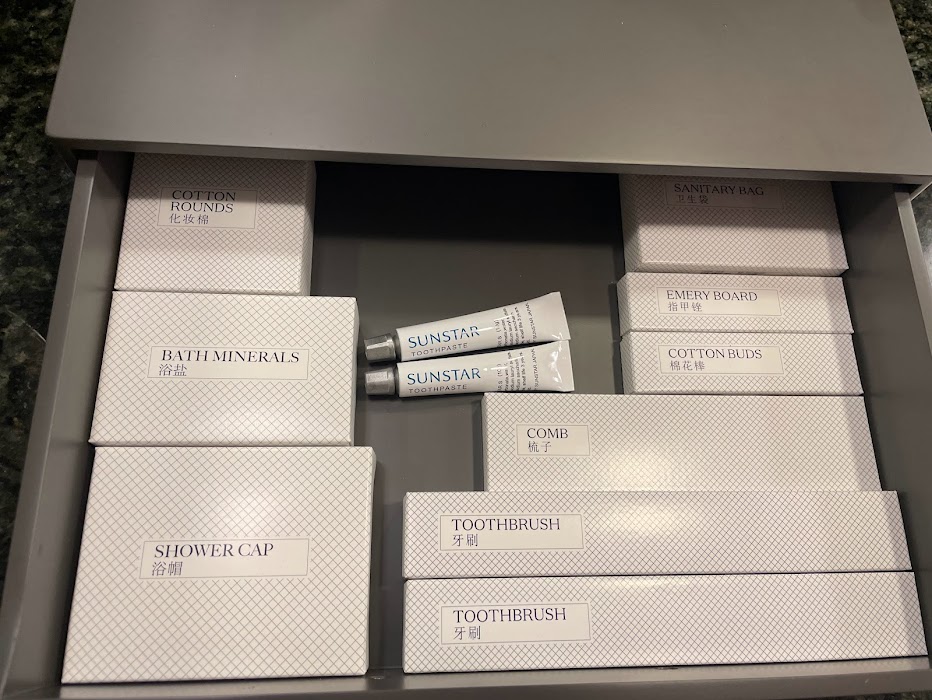 COTTON
ROUNDS
化妆棉
BATH MINERALS
浴盐
SHOWER CAP
浴帽
SUNSTAR
TOOTHPASTE
SUNSTAR
TOOTHPASTE
SANITARY BAG
卫生袋
EMERY BOARD
指甲锉
COTTON BUDS
棉花棒
COMB
梳子
TOOTHBRUSH
牙刷
TOOTHBRUSH
牙刷